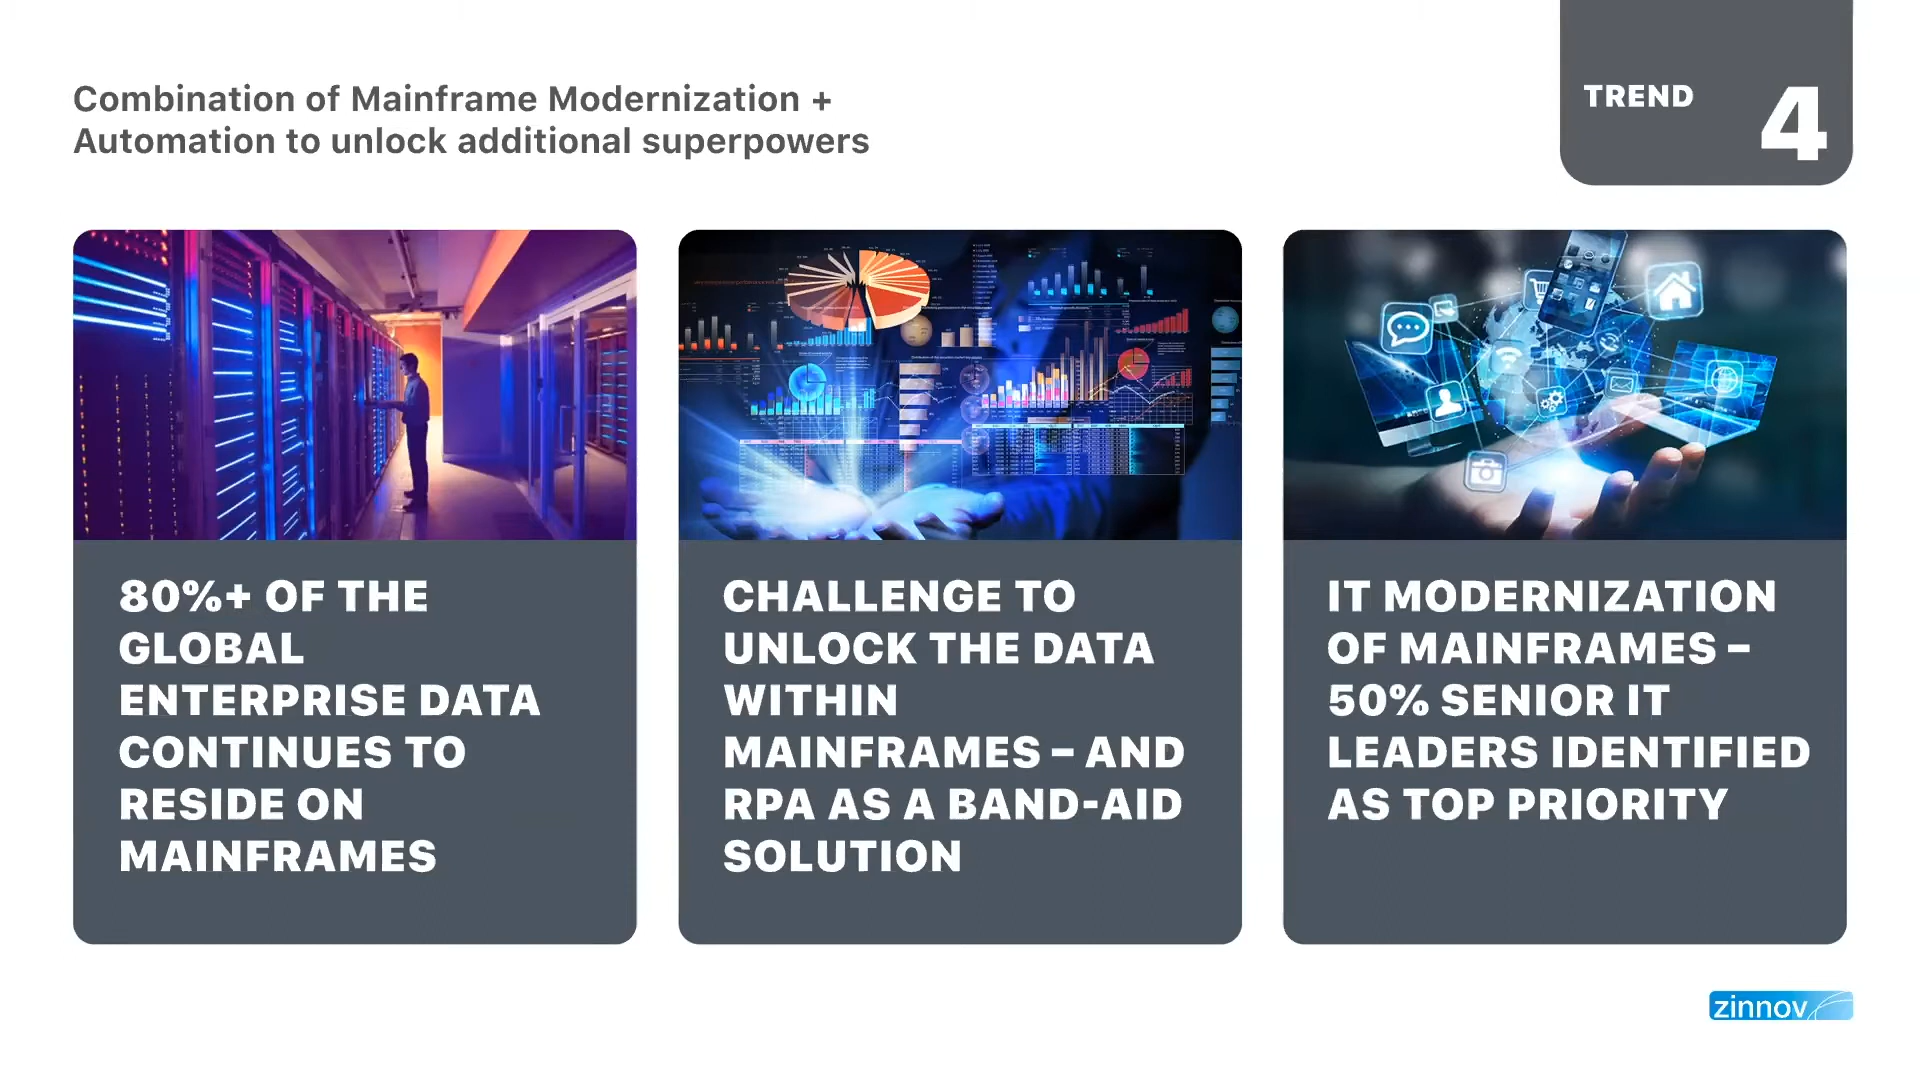 Combination of Mainframe Modernization +
Automation to unlock additional superpowers
TREND
4
80%+ OF THE
GLOBAL
ENTERPRISE DATA
CONTINUES TO
RESIDE ON
MAINFRAMES
CHALLENGE TO
UNLOCK THE DATA
WITHIN
MAINFRAMES – AND
RPA AS A BAND-AID
SOLUTION
IT MODERNIZATION
OF MAINFRAMES –
50% SENIOR IT
LEADERS IDENTIFIED
AS TOP PRIORITY
zinnov